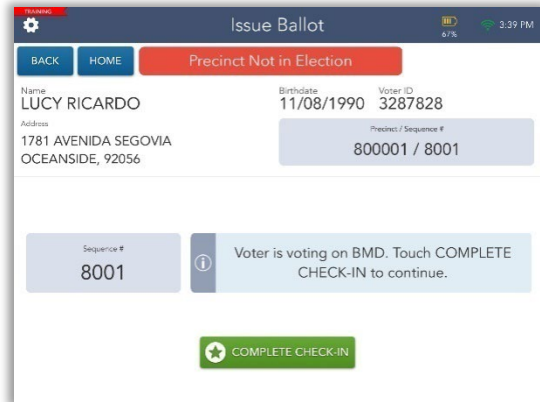 TRAINING
Issue Ballot
67%
3:39 PM
BACK
HOME
Precinct Not in Election
Name
LUCY RICARDO
Birthdate
11/08/1990
Voter ID
3287828
Address
1781 AVENIDA SEGOVIA
OCEANSIDE, 92056
Precinct / Sequence #
800001 / 8001
Sequence #
8001
Voter is voting on BMD. Touch COMPLETE
CHECK-IN to continue.
COMPLETE CHECK-IN